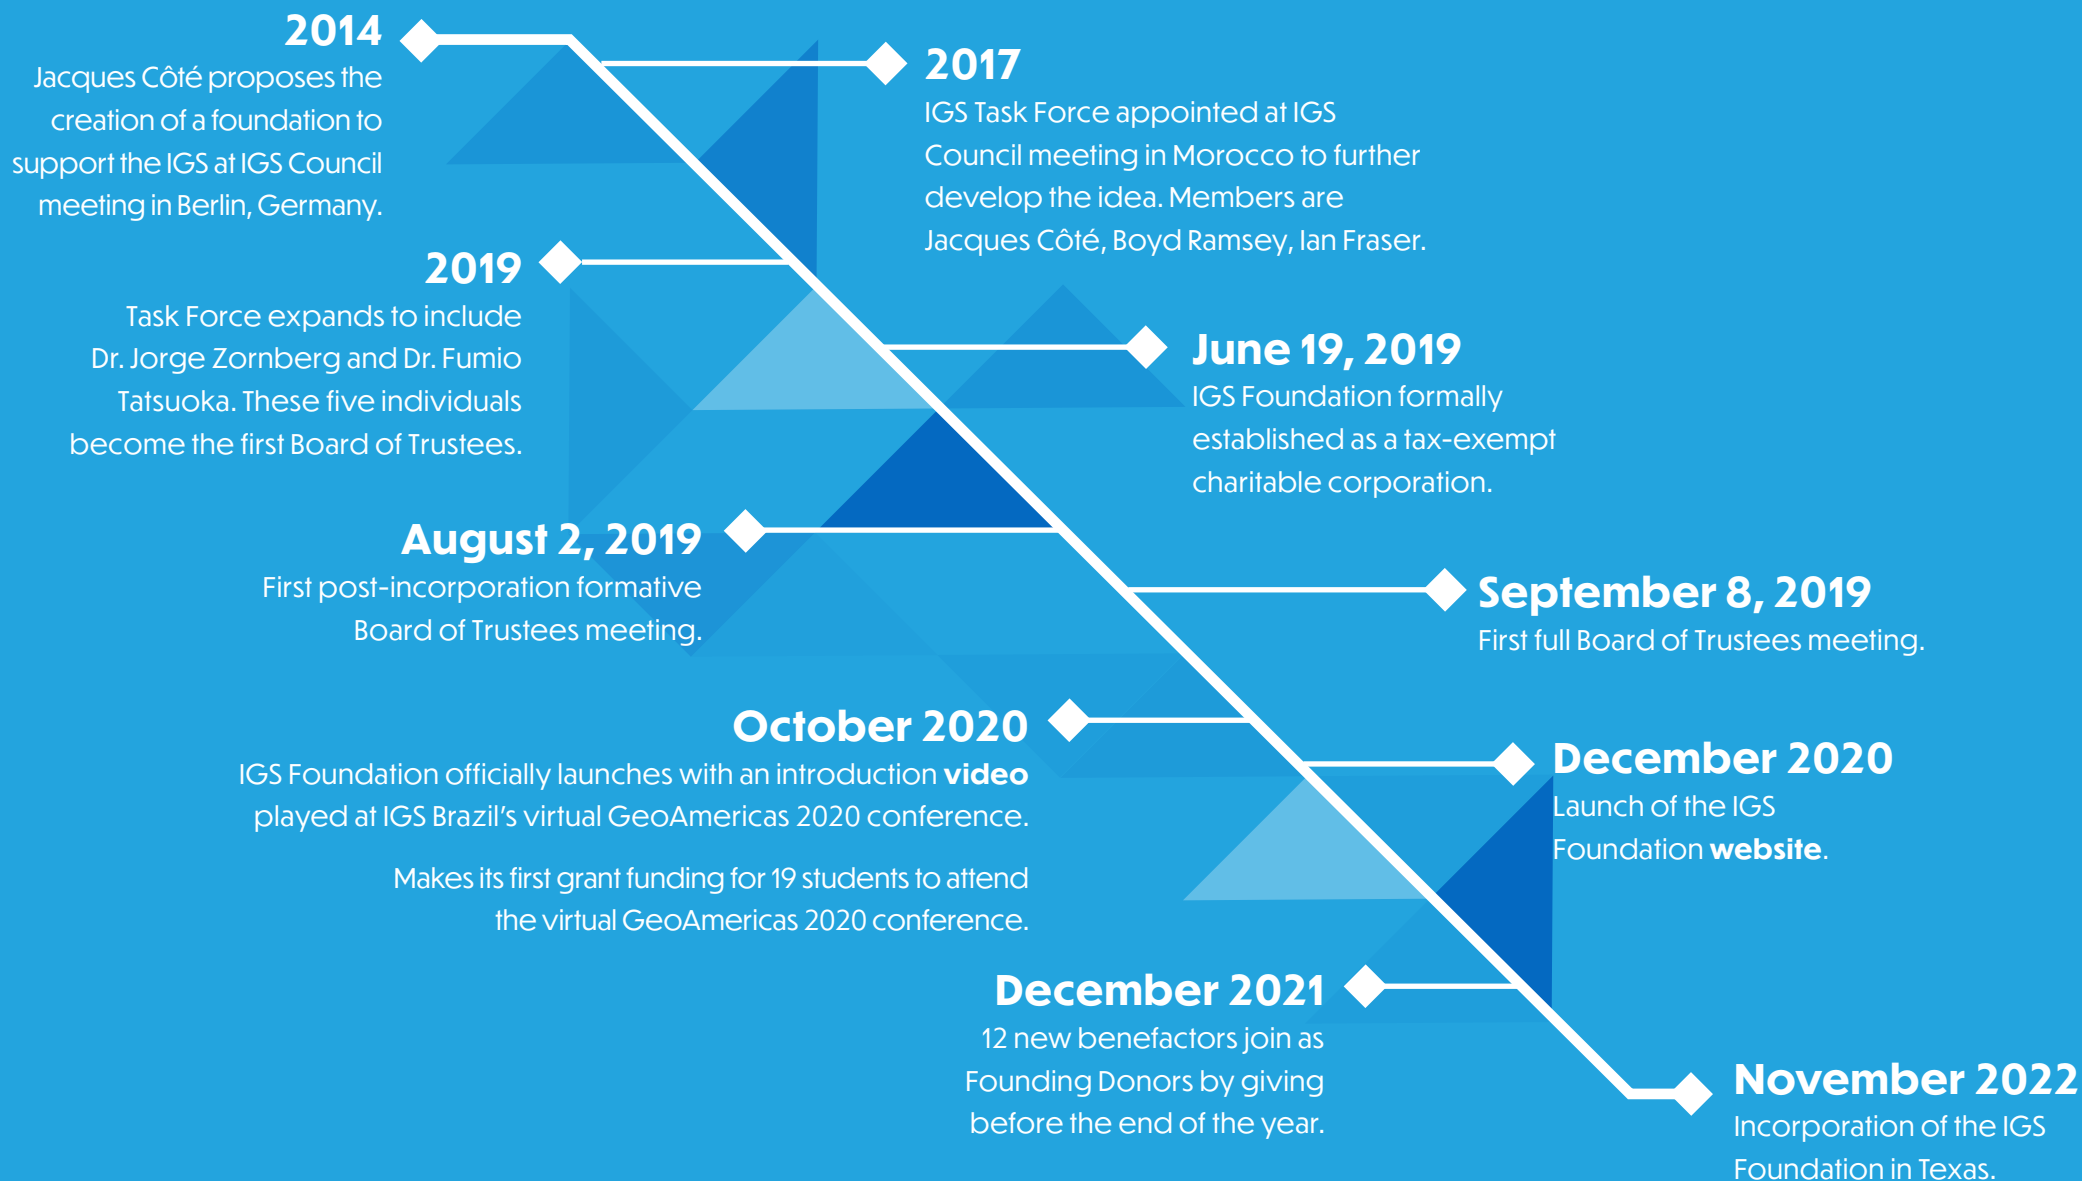 2014
Jacques Côté proposes the
creation of a foundation to
support the IGS at IGS Council
meeting in Berlin, Germany.
2017
IGS Task Force appointed at IGS
Council meeting in Morocco to further
develop the idea. Members are
Jacques Côté, Boyd Ramsey, Ian Fraser.
2019
Task Force expands to include
Dr. Jorge Zornberg and Dr. Fumio
Tatsuoka. These five individuals
become the first Board of Trustees.
June 19, 2019
IGS Foundation formally
established as a tax-exempt
charitable corporation.
August 2, 2019
First post-incorporation formative
Board of Trustees meeting.
September 8, 2019
First full Board of Trustees meeting.
October 2020
IGS Foundation officially launches with an introduction video
played at IGS Brazil's virtual GeoAmericas 2020 conference.
Makes its first grant funding for 19 students to attend
the virtual GeoAmericas 2020 conference.
December 2020
Launch of the IGS
Foundation website.
December 2021
12 new benefactors join as
Founding Donors by giving
before the end of the year.
November 2022
Incorporation of the IGS
Foundation in Texas.